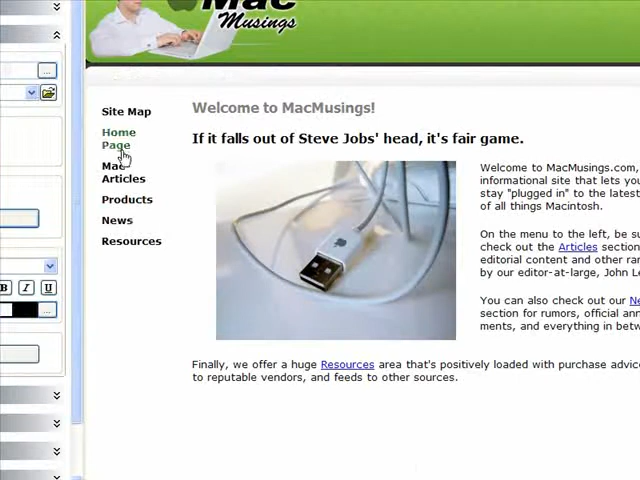 Mac
Musings
Site Map
Home
Page
Mac
Articles
Products
News
Resources
Welcome to MacMusings!
If it falls out of Steve Jobs' head, it's fair game.
Welcome to MacMusings.com,
informational site that lets you
stay "plugged in" to the latest
of all things Macintosh.
On the menu to the left, be su
check out the Articles section
editorial content and other ran
by our editor-at-large, John Le
You can also check out our Ne
section for rumors, official ann
ments, and everything in betw
Finally, we offer a huge Resources area that's positively loaded with purchase advic
to reputable vendors, and feeds to other sources.
...
B I U
...